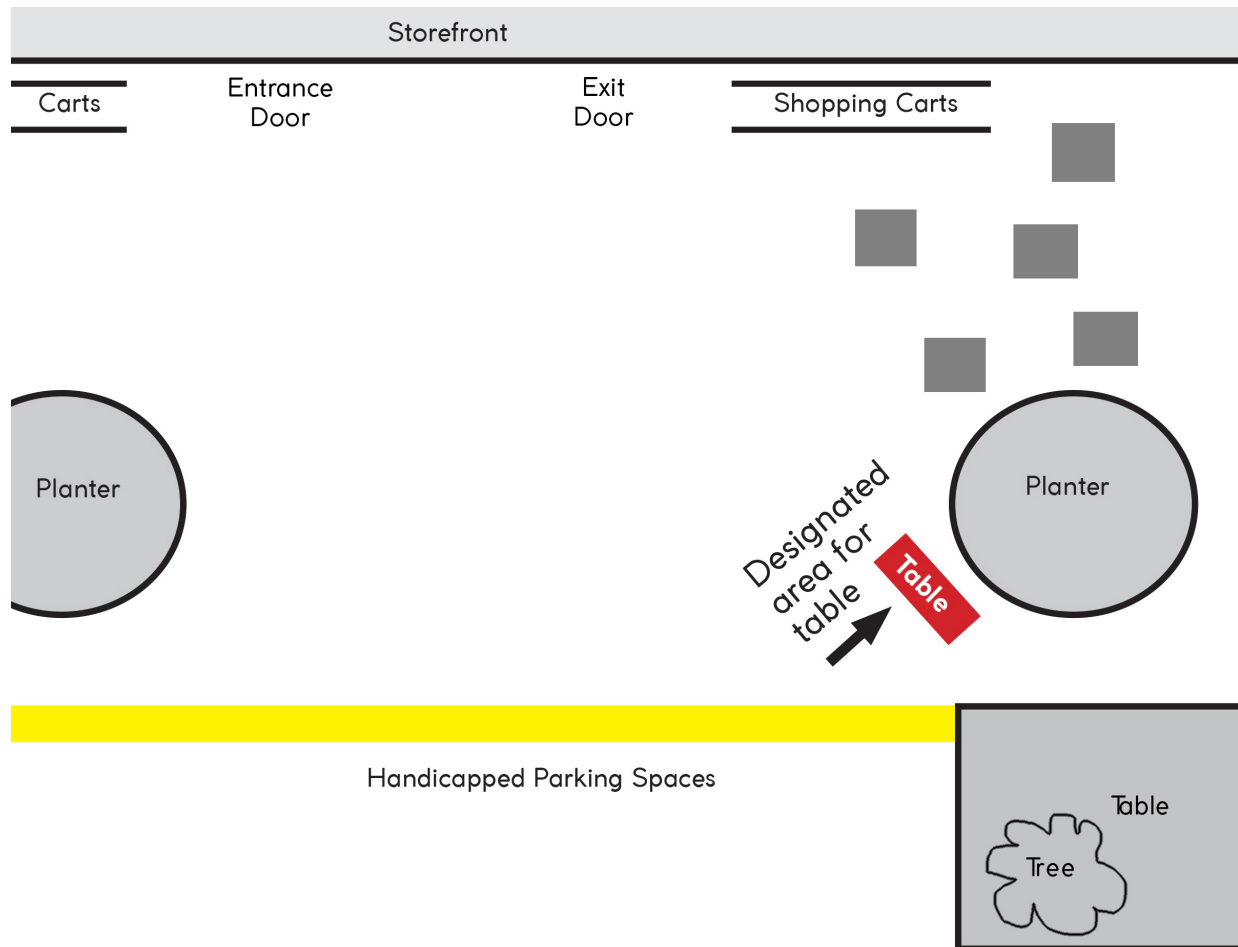 Storefront
Carts
Entrance
Door
Exit
Door
Shopping Carts
Planter
Designated
area for
table
Table
Planter
Handicapped Parking Spaces
Table
Tree